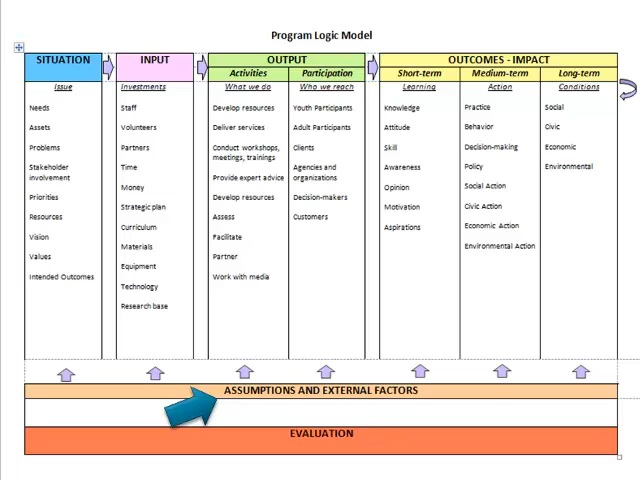 Program Logic Model
SITUATION
INPUT
OUTPUT
OUTCOMES - IMPACT
Activities
Participation
Short-term
Medium-term
Long-term
Issue
Needs
Assets
Problems
Stakeholder
involvement
Priorities
Resources
Vision
Values
Intended Outcomes
Investments
Staff
Volunteers
Partners
Time
Money
Strategic plan
Curriculum
Materials
Equipment
Technology
Research base
What we do
Develop resources
Deliver services
Conduct workshops,
meetings, trainings
Provide expert advice
Develop resources
Assess
Facilitate
Partner
Work with media
Who we reach
Youth Participants
Adult Participants
Clients
Agencies and
organizations
Decision-makers
Customers
Learning
Knowledge
Attitude
Skill
Awareness
Opinion
Motivation
Aspirations
Action
Practice
Behavior
Decision-making
Policy
Social Action
Civic Action
Economic Action
Environmental Action
Conditions
Social
Civic
Economic
Environmental
ASSUMPTIONS AND EXTERNAL FACTORS
EVALUATION